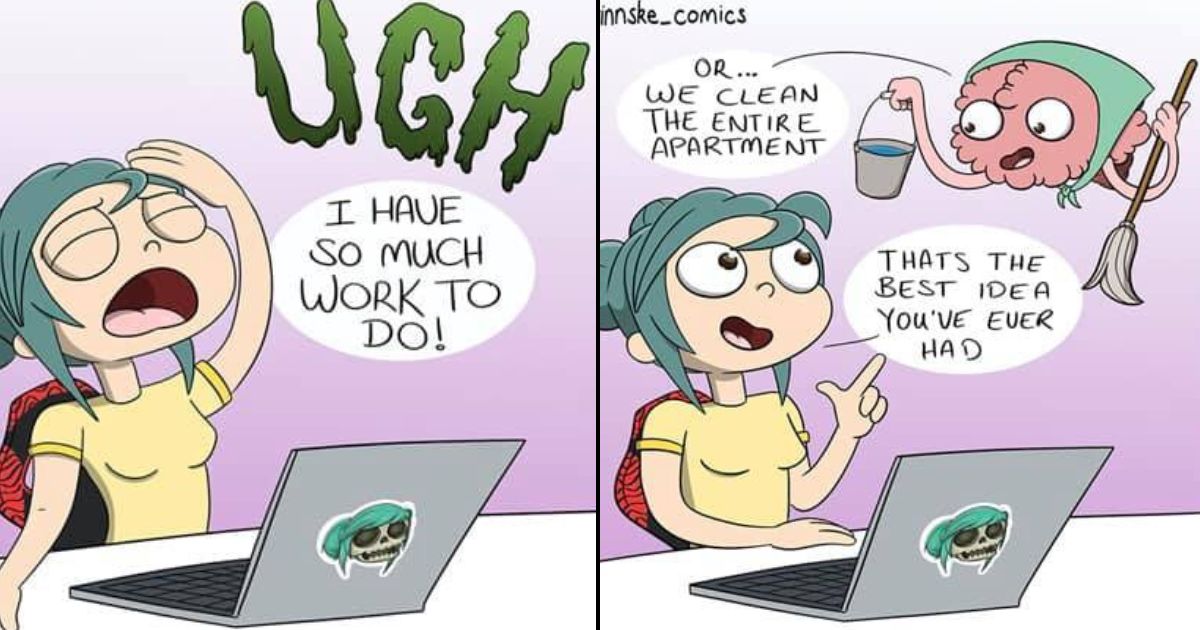 UGH
I HAVE
SO MUCH
WORK TO
DO!
innske_comics
OR...
WE CLEAN
THE ENTIRE
APARTMENT
THATS THE
BEST IDEA
YOU'VE EVER
HAD